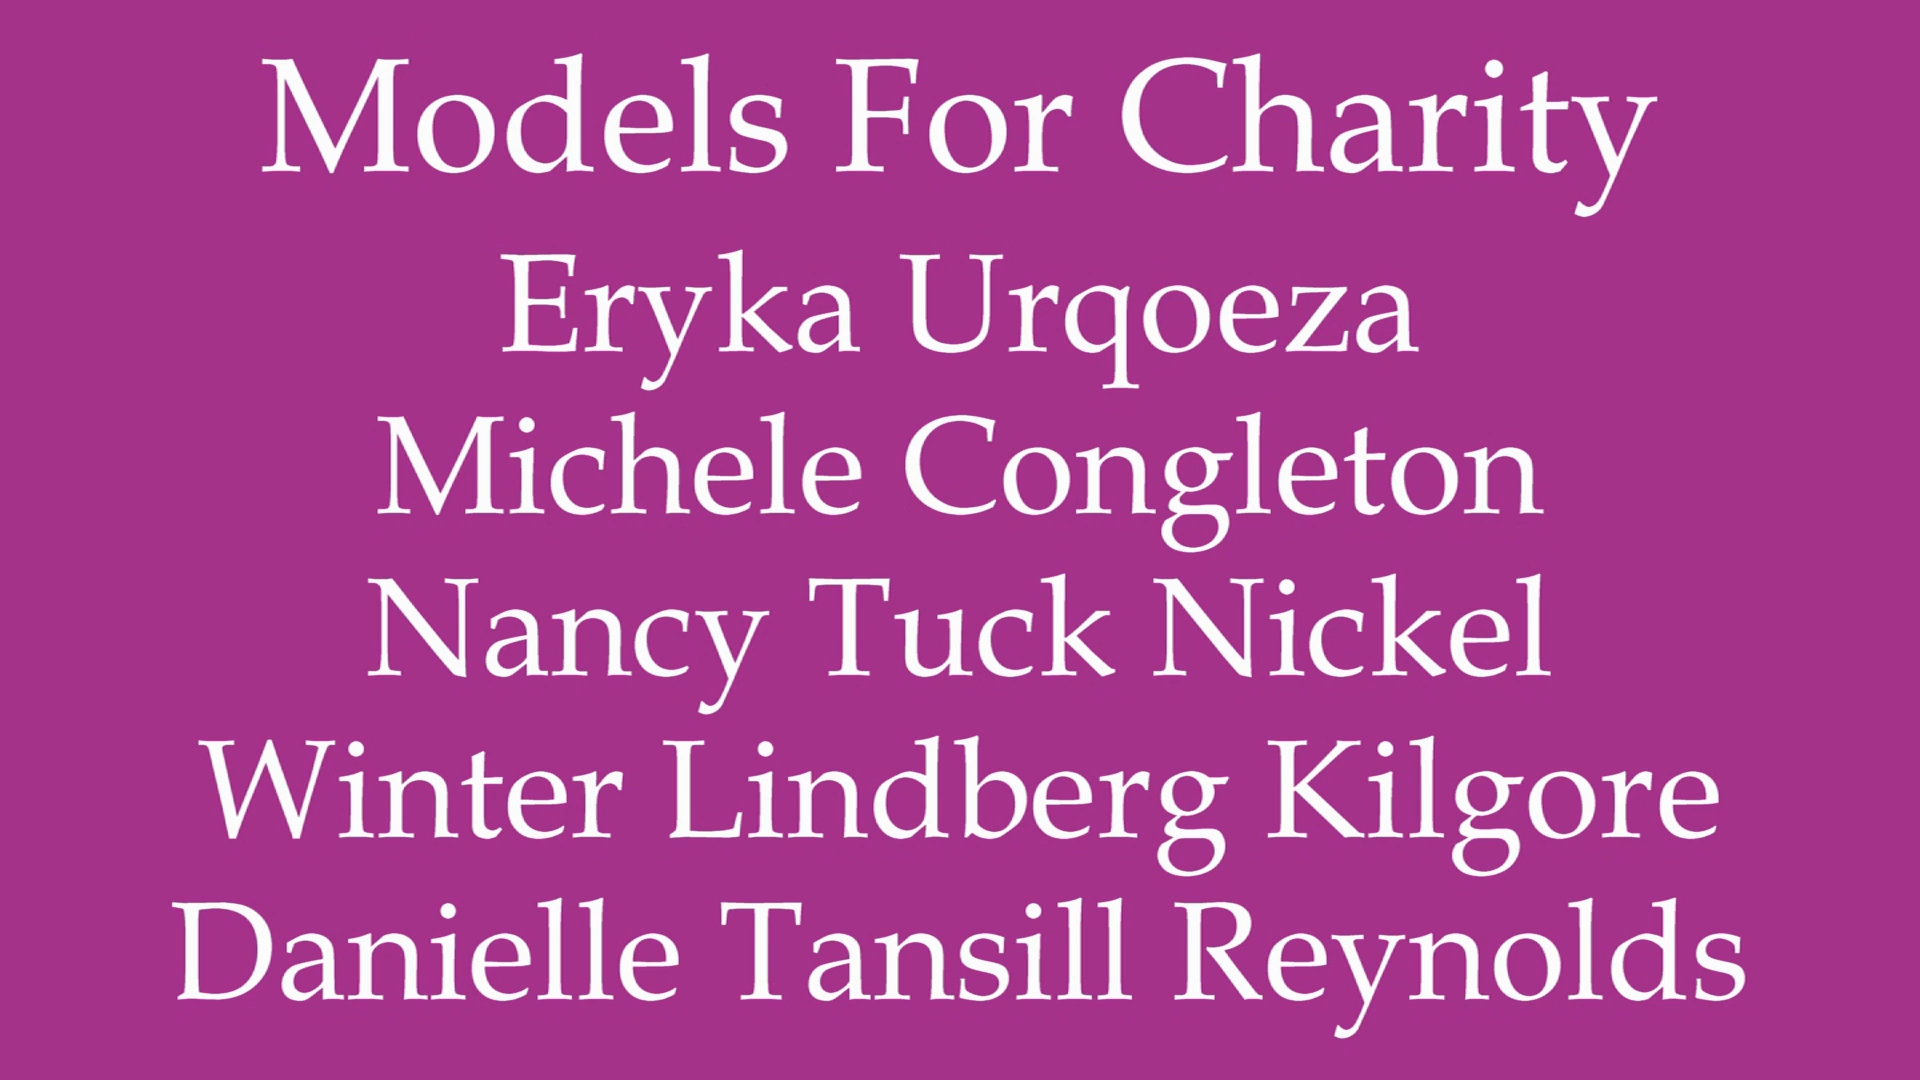 Models For Charity
Eryka Urqoeza
Michele Congleton
Nancy Tuck Nickel
Winter Lindberg Kilgore
Danielle Tansill Reynolds